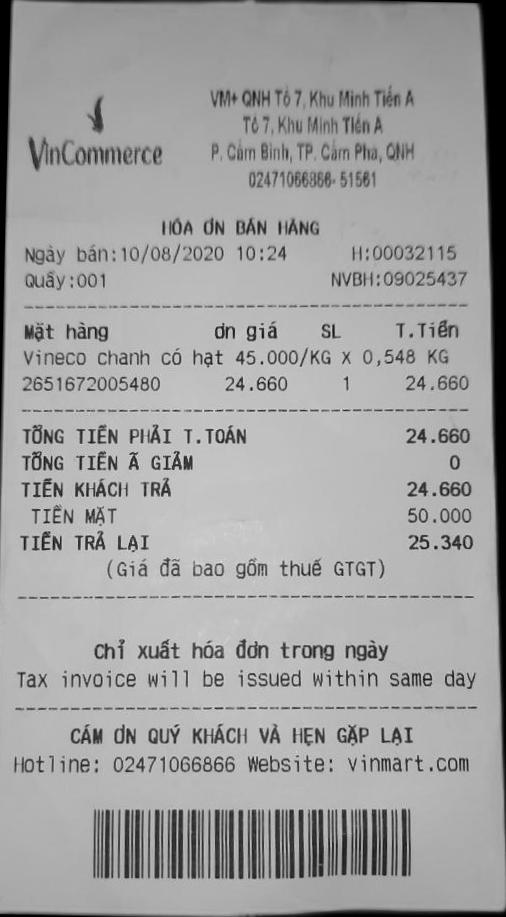 VinCommerce
VM+ QNH Tổ 7, Khu Minh Tiến A
Tổ 7, Khu Minh Tiến A
P. Cẩm Bình, TP. Cẩm Phả, QNH
02471066866- 51561
HÓA ƠN BÁN HÀNG
Ngày bán:10/08/2020 10:24 H:00032115
Quầy:001 NVBH:09025437
Mặt hàng ơn giá SL T.Tiền
Vineco chanh có hạt 45.000/KG X 0,548 KG
2651672005480 24.660 1 24.660
TỔNG TIỀN PHẢI T.TOÁN 24.660
TỔNG TIỀN Ã GIẢM 0
TIỀN KHÁCH TRẢ 24.660
TIỀN MẶT 50.000
TIỀN TRẢ LẠI 25.340
(Giá đã bao gồm thuế GTGT)
Chỉ xuất hóa đơn trong ngày
Tax invoice will be issued within same day
CÁM ƠN QUÝ KHÁCH VÀ HẸN GẶP LẠI
Hotline: 02471066866 Website: vinmart.com